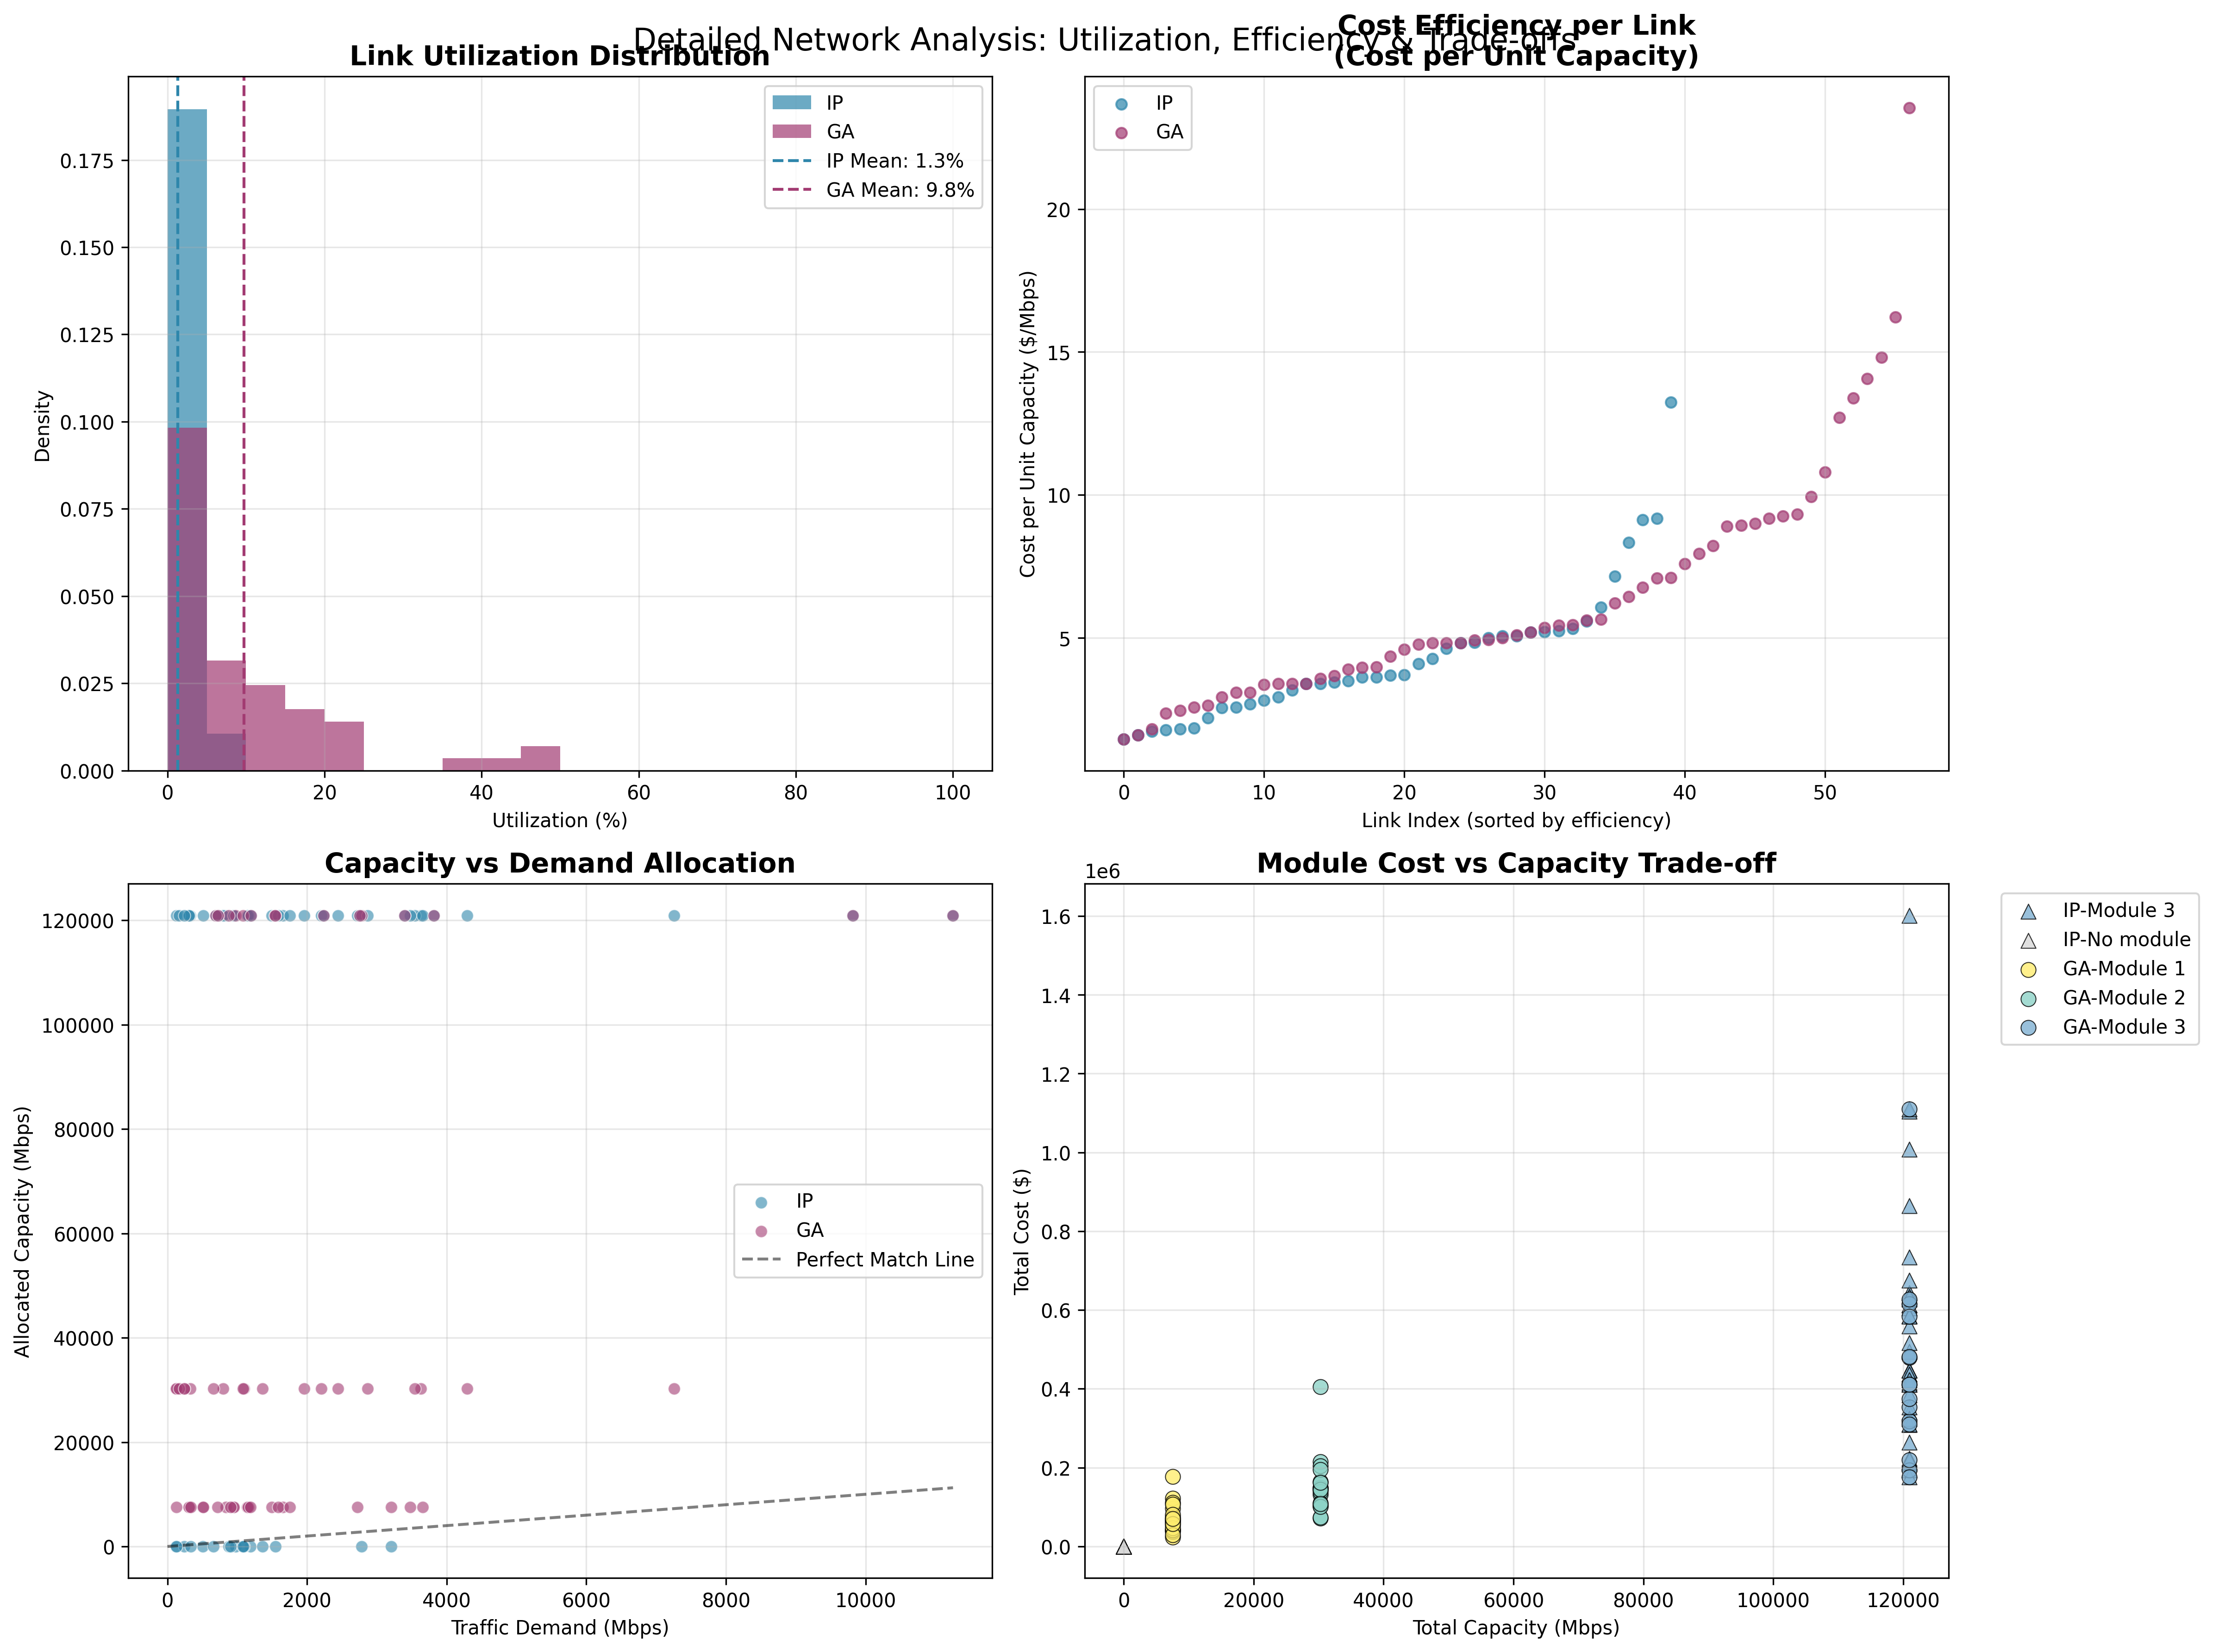 Detailed Network Analysis: Utilization, Efficiency & Trade-offs
Link Utilization Distribution
IP
GA
IP Mean: 1.3%
GA Mean: 9.8%
Density
0.175
0.150
0.125
0.100
0.075
0.050
0.025
0.000
0
20
40
60
80
100
Utilization (%)
Cost Efficiency per Link
(Cost per Unit Capacity)
IP
GA
Cost per Unit Capacity ($/Mbps)
20
15
10
5
0
10
20
30
40
50
Link Index (sorted by efficiency)
Capacity vs Demand Allocation
Allocated Capacity (Mbps)
120000
100000
80000
60000
40000
20000
0
IP
GA
Perfect Match Line
0
2000
4000
6000
8000
10000
Traffic Demand (Mbps)
Module Cost vs Capacity Trade-off
1e6
Total Cost ($)
1.6
1.4
1.2
1.0
0.8
0.6
0.4
0.2
0.0
0
20000
40000
60000
80000
100000
120000
Total Capacity (Mbps)
IP-Module 3
IP-No module
GA-Module 1
GA-Module 2
GA-Module 3